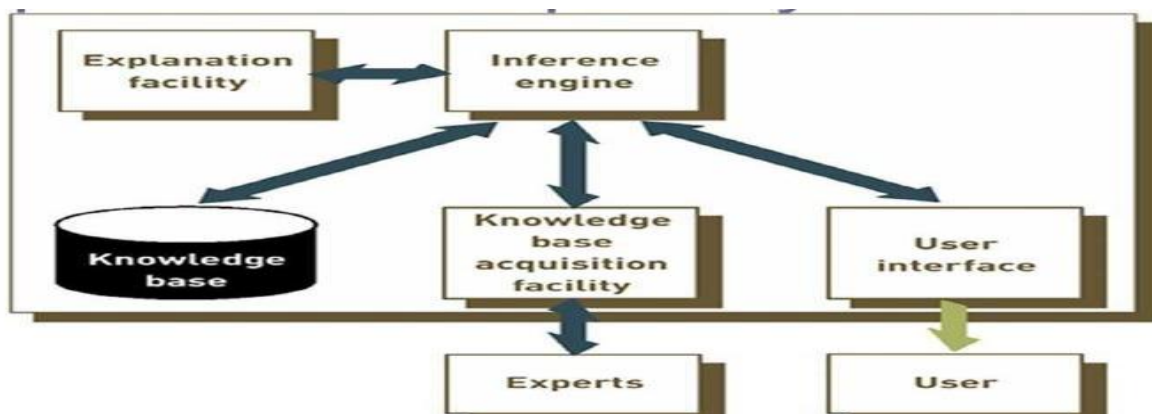 Explanation
facility
Inference
engine
Knowledge
base
Knowledge
base
acquisition
facility
User
interface
Experts
User